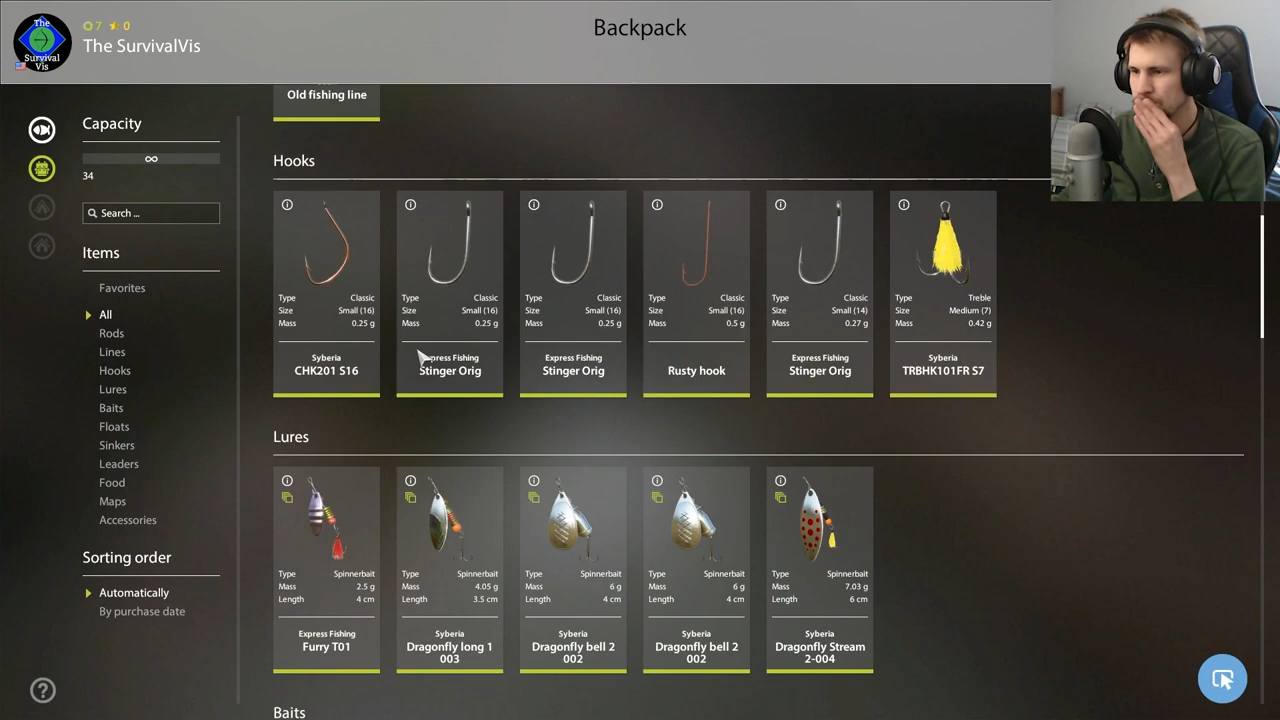 Backpack
The
Survival
Vis
7 0
The SurvivalVis
Capacity
∞
34
Search ...
Items
Favorites
All
Rods
Lines
Hooks
Lures
Baits
Floats
Sinkers
Leaders
Food
Maps
Accessories
Sorting order
Automatically
By purchase date
?
Old fishing line
Hooks
Type Classic
Size Small (16)
Mass 0.25 g
Syberia
CHK201 S16
Type Classic
Size Small (16)
Mass 0.25 g
Express Fishing
Stinger Orig
Type Classic
Size Small (16)
Mass 0.25 g
Express Fishing
Stinger Orig
Type Classic
Size Small (16)
Mass 0.5 g
Rusty hook
Type Classic
Size Small (14)
Mass 0.27 g
Express Fishing
Stinger Orig
Type Treble
Size Medium (7)
Mass 0.42 g
Syberia
TRBHK101FR S7
Lures
Type Spinnerbait
Mass 2.5 g
Length 4 cm
Express Fishing
Furry T01
Type Spinnerbait
Mass 4.05 g
Length 3.5 cm
Syberia
Dragonfly long 1
003
Type Spinnerbait
Mass 6 g
Length 4 cm
Syberia
Dragonfly bell 2
002
Type Spinnerbait
Mass 6 g
Length 4 cm
Syberia
Dragonfly bell 2
002
Type Spinnerbait
Mass 7.03 g
Length 6 cm
Syberia
Dragonfly Stream
2-004
Baits